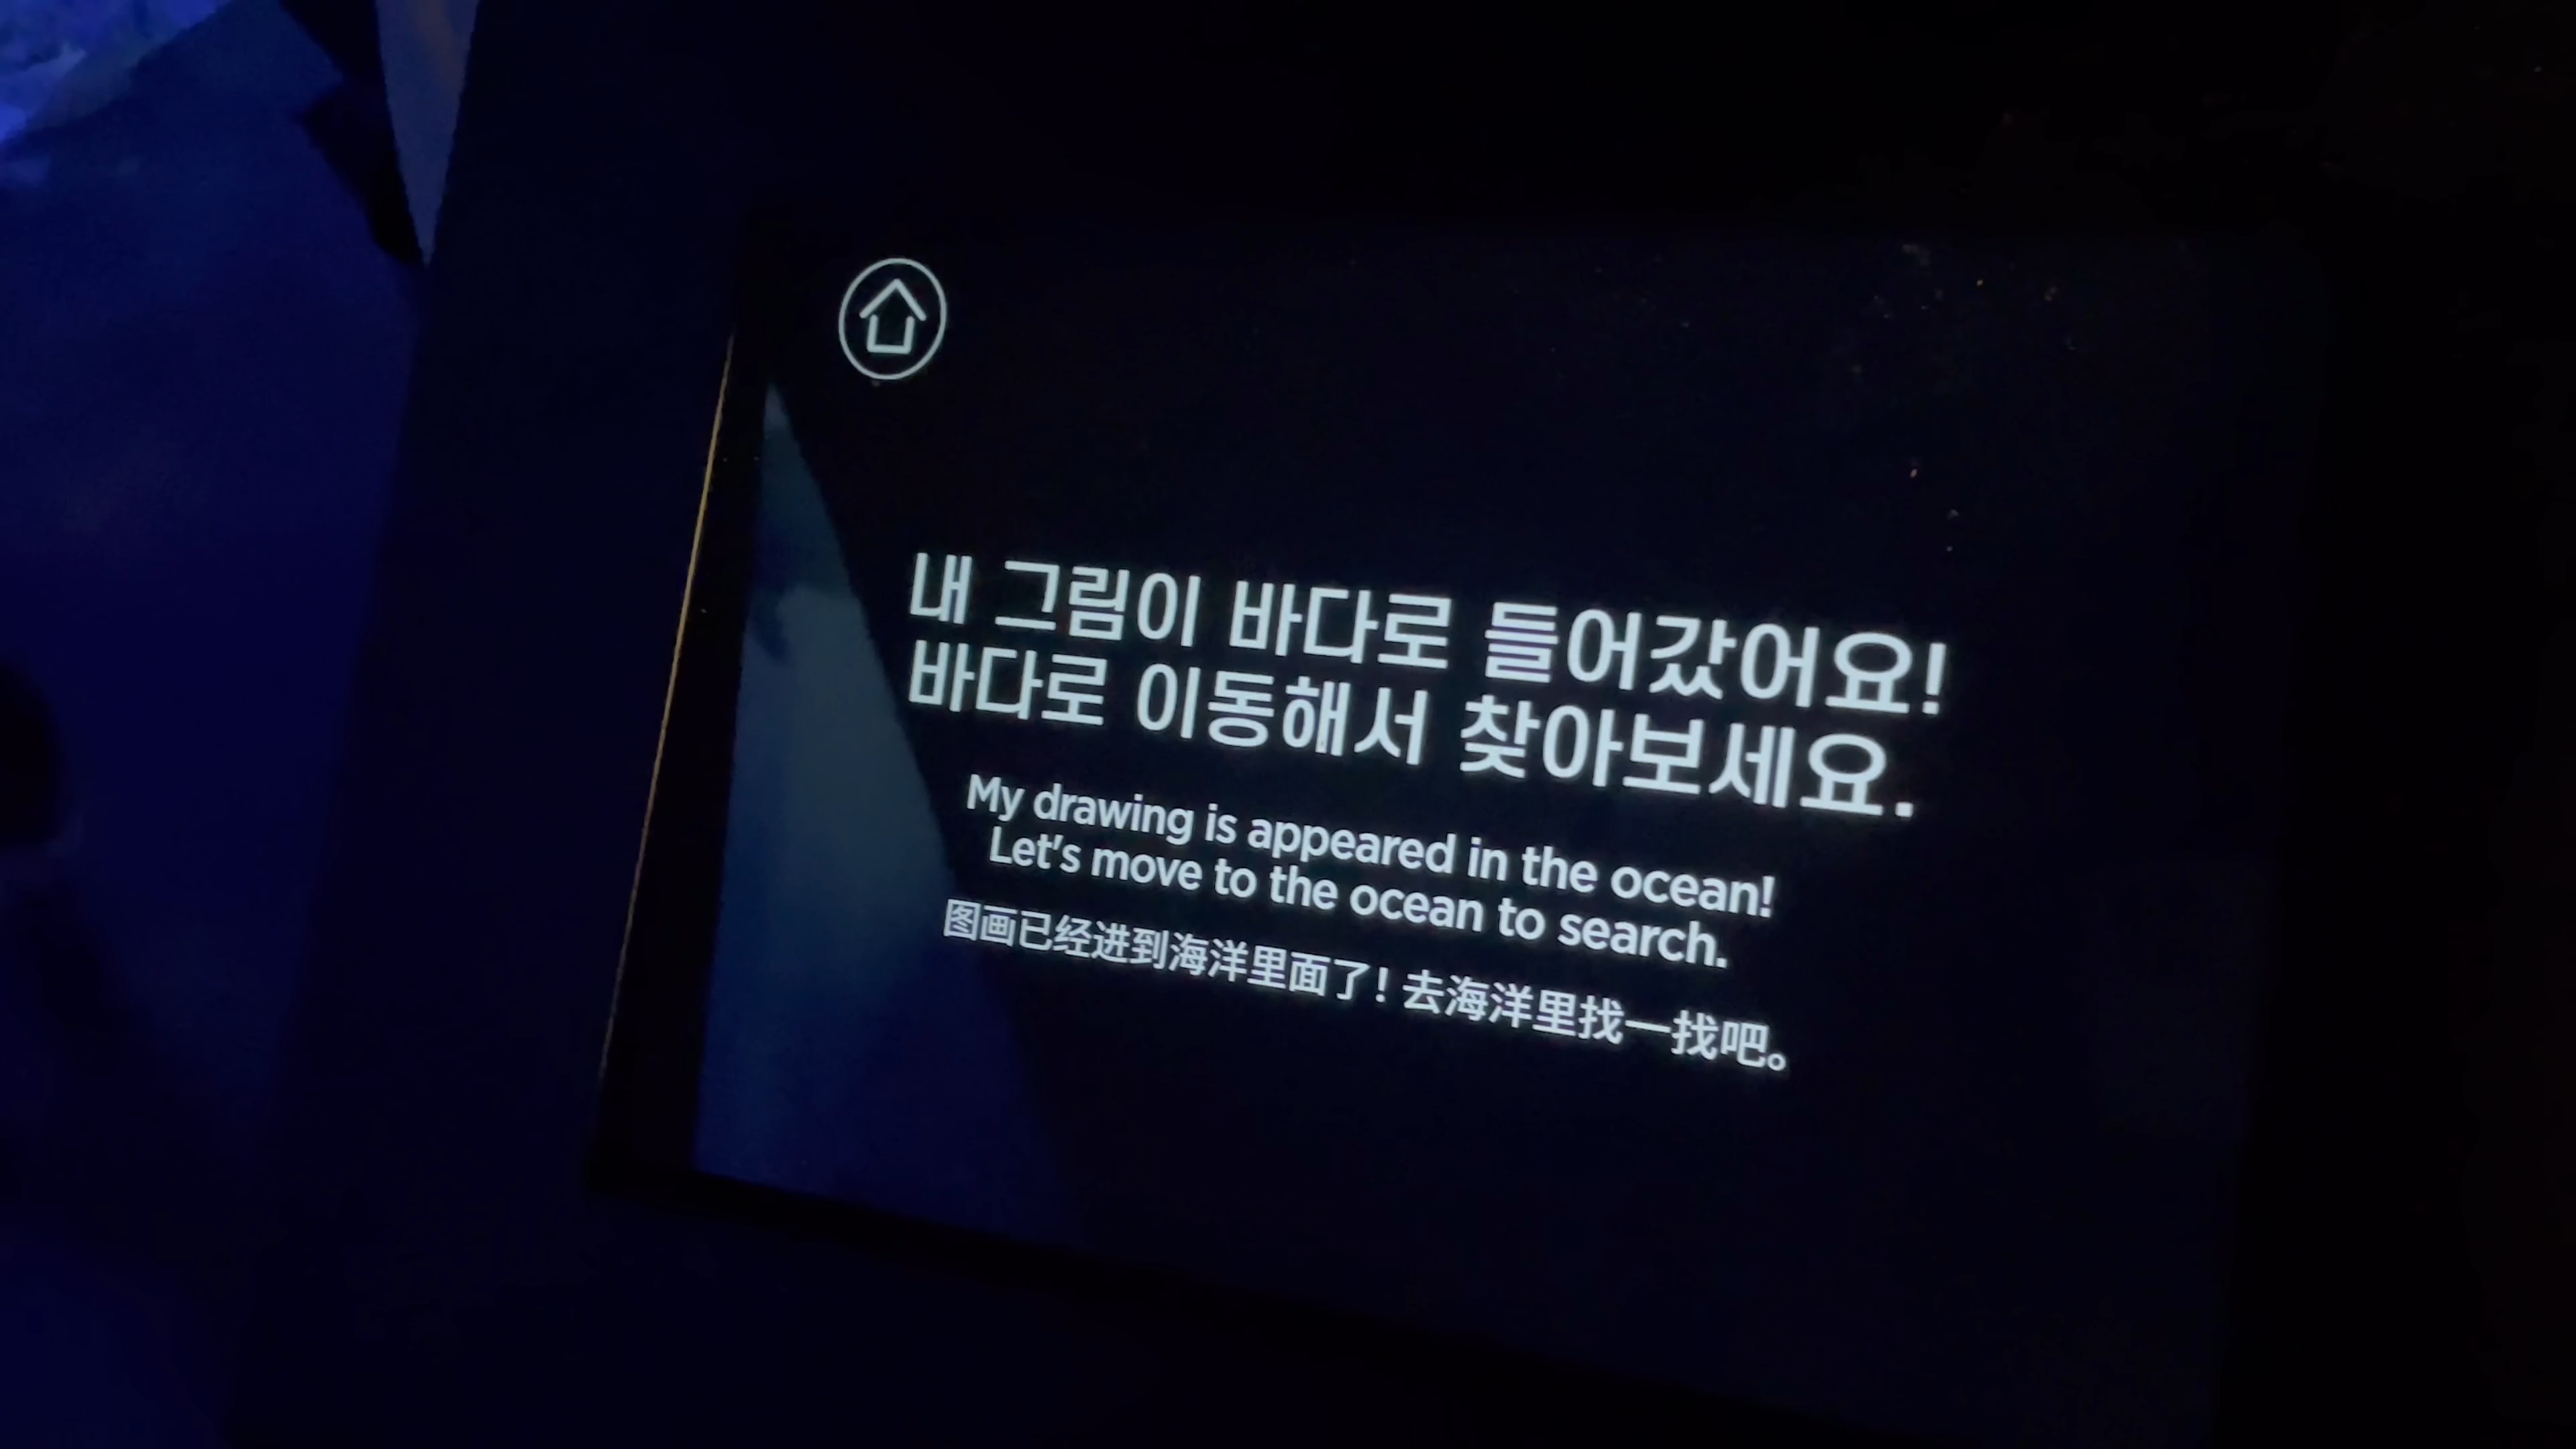 내 그림이 바다로 들어갔어요!
바다로 이동해서 찾아보세요.
My drawing is appeared in the ocean!
Let's move to the ocean to search.
图画已经进到海洋里面了! 去海洋里找一找吧。